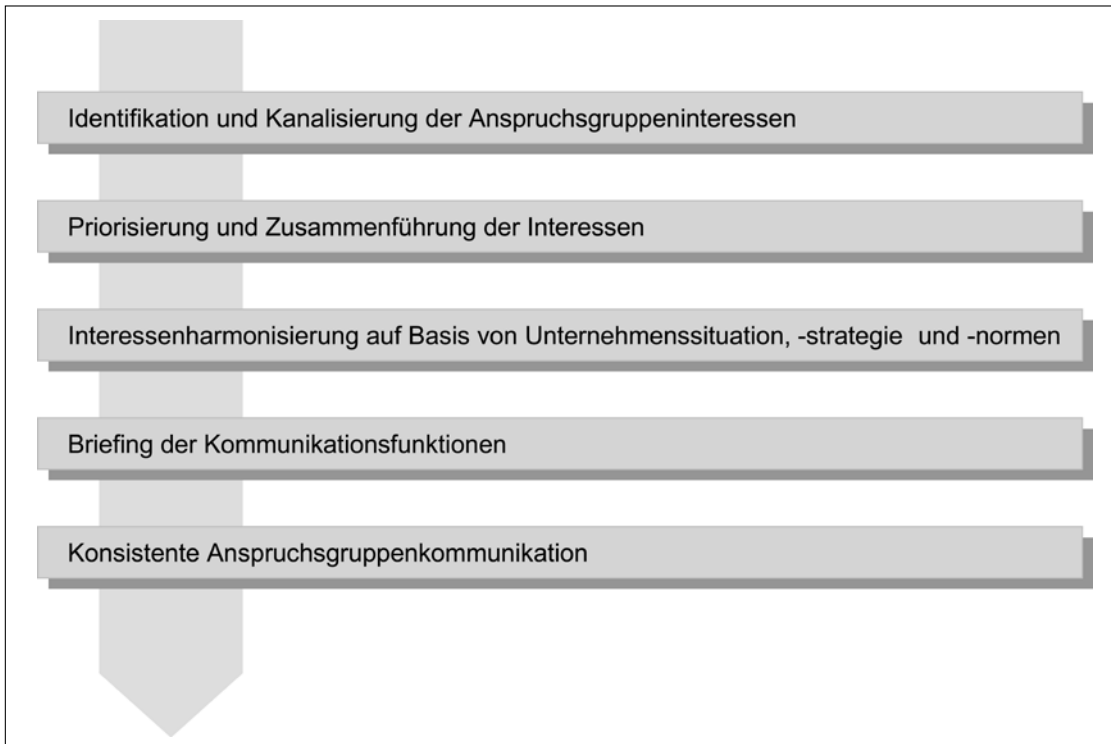 Identifikation und Kanalisierung der Anspruchsgruppeninteressen
Priorisierung und Zusammenführung der Interessen
Interessenharmonisierung auf Basis von Unternehmenssituation, -strategie und -normen
Briefing der Kommunikationsfunktionen
Konsistente Anspruchsgruppenkommunikation